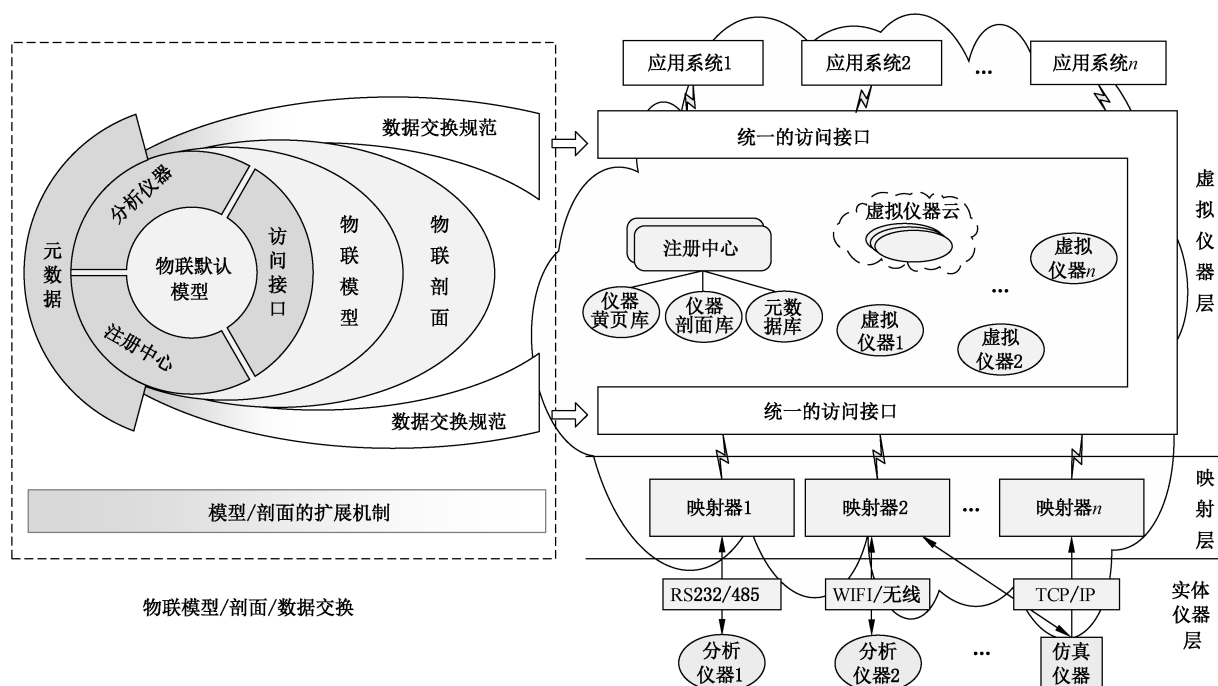 数据交换规范
元数据
分析仪器
访问接口
注册中心
物联默认
模型
物联模型
物联剖面
数据交换规范
模型/剖面的扩展机制
物联模型/剖面/数据交换
应用系统1
应用系统2
...
应用系统n
统一的访问接口
虚拟仪器层
注册中心
仪器
黄页库
仪器
剖面库
元数
据库
虚拟仪器云
虚拟
仪器1
虚拟
仪器2
...
虚拟
仪器n
统一的访问接口
映射器1
映射器2
...
映射器n
映射层
RS232/485
WIFI/无线
TCP/IP
实体
仪器
层
分析
仪器1
分析
仪器2
...
仿真
仪器